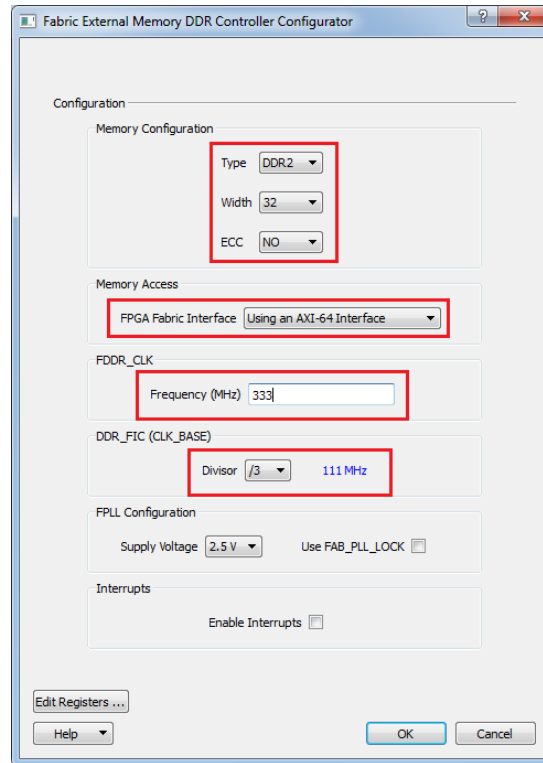 Fabric External Memory DDR Controller Configurator
Configuration
Memory Configuration
Type DDR2
Width 32
ECC NO
Memory Access
FPGA Fabric Interface Using an AXI-64 Interface
FDDR_CLK
Frequency (MHz) 333
DDR_FIC (CLK_BASE)
Divisor /3 111 MHz
FPLL Configuration
Supply Voltage 2.5 V Use FAB_PLL_LOCK
Interrupts
Enable Interrupts
Edit Registers ...
Help OK Cancel